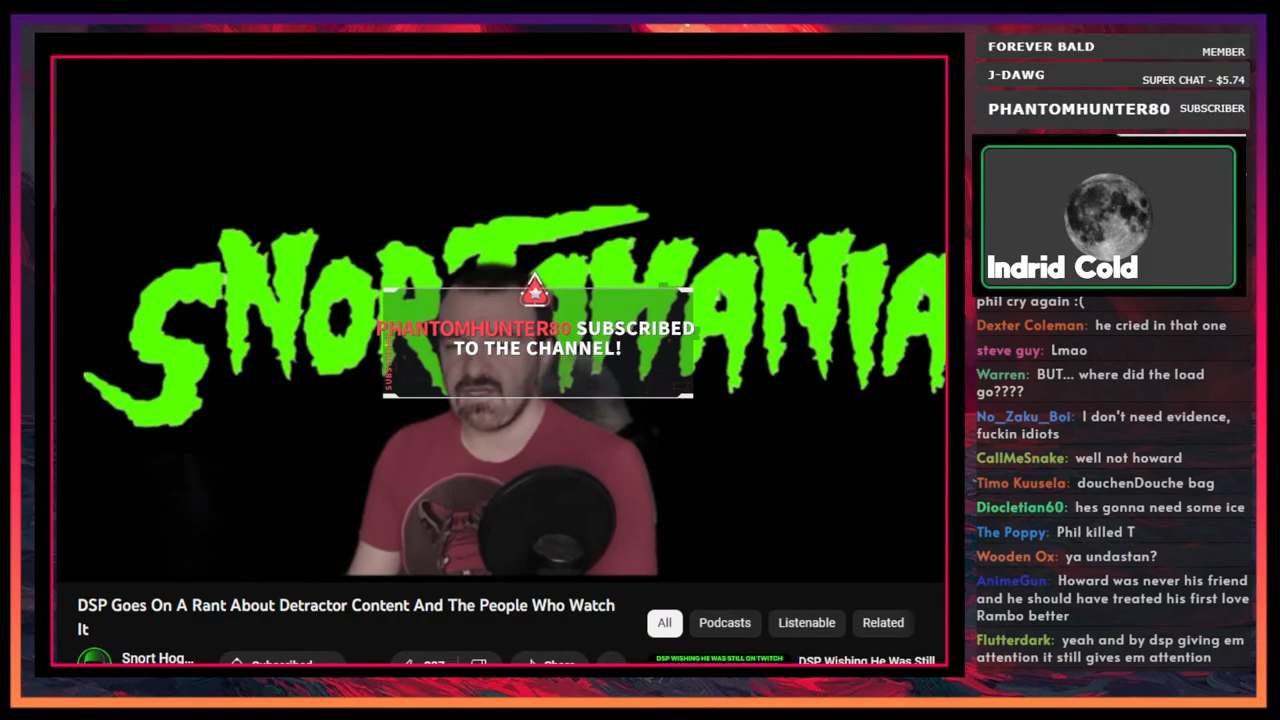 FOREVER BALD MEMBER
J-DAWG SUPER CHAT - $5.74
PHANTOMHUNTER80 SUBSCRIBER
SNORTAMANIA
PHANTOMHUNTER80 SUBSCRIBED
TO THE CHANNEL!
DSP Goes On A Rant About Detractor Content And The People Who Watch
It
All Podcasts Listenable Related
Snort Hog...
Subscribed
Share
DSP WISHING HE WAS STILL ON TWITCH
DSP Wishing He Was Still
Indrid Cold
phil cry again :(
Dexter Coleman: he cried in that one
steve guy: Lmao
Warren: BUT... where did the load
go????
No_Zaku_Boi: I don't need evidence,
fuckin idiots
CallMeSnake: well not howard
Timo Kuusela: douchenDouche bag
Diocletian60: hes gonna need some ice
The Poppy: Phil killed T
Wooden Ox: ya undastan?
AnimeGun: Howard was never his friend
and he should have treated his first love
Rambo better
Flutterdark: yeah and by dsp giving em
attention it still gives em attention